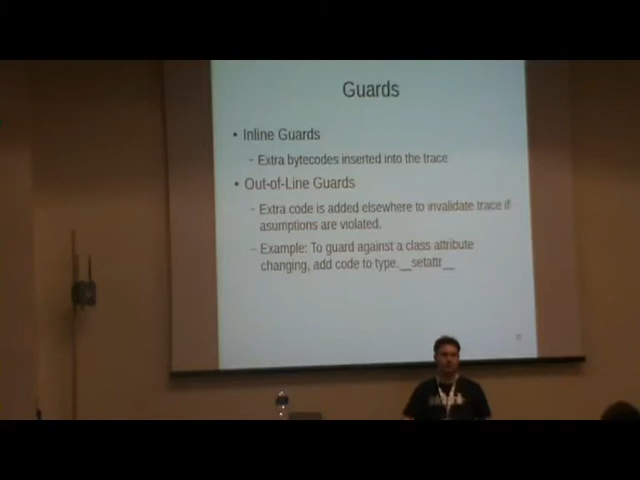 Guards
• Inline Guards
– Extra bytecodes inserted into the trace
• Out-of-Line Guards
– Extra code is added elsewhere to invalidate trace if
asumptions are violated.
– Example: To guard against a class attribute
changing, add code to type.__setattr__